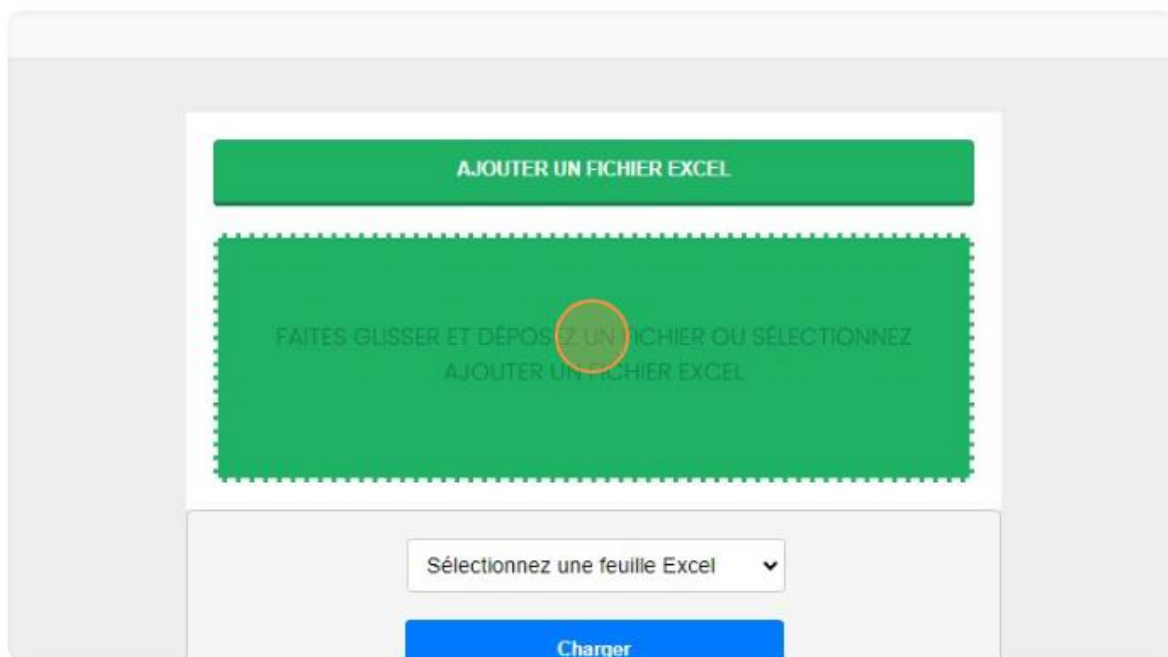 AJOUTER UN FICHIER EXCEL
FAITES GLISSER ET DÉPOSEZ UN FICHIER OU SÉLECTIONNEZ
AJOUTER UN FICHIER EXCEL
Sélectionnez une feuille Excel
Charger